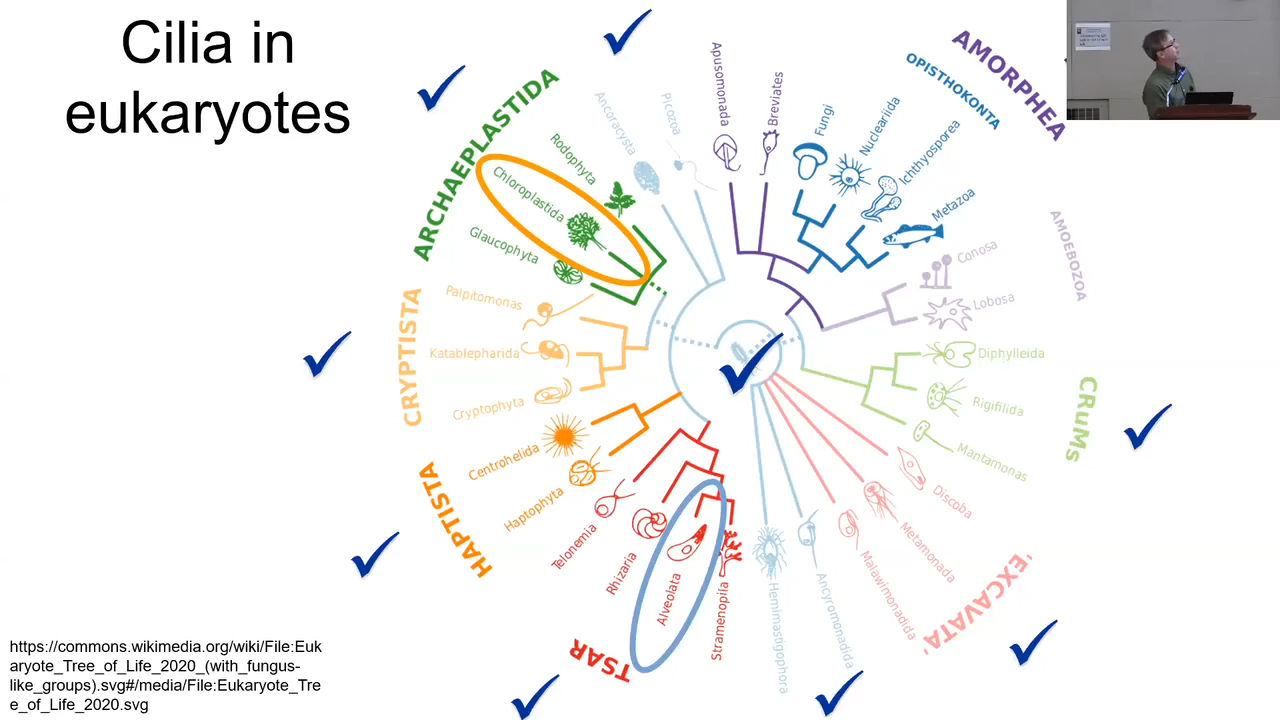 Cilia in
eukaryotes
ARCHAEPLASTIDA
Rodophyta
Chloroplastida
Glaucophyta
Ancoracysta
Picozoa
Apusomonada
Breviates
AMORPHEA
OPISTHOKONTA
Fungi
Nucleariida
Ichthyosporea
Metazoa
AMOEBOZOA
Conosa
Lobosa
CRuMs
Diphylleida
Rigifilida
Mantamonas
'EXCAVATA'
Discoba
Metamonada
Malawimonadida
Ancyromonadida
Hemimastigophora
TSAR
Stramenopila
Alveolata
Rhizaria
Telonemia
HAPTISTA
Haptophyta
Centrohelida
CRYPTISTA
Cryptophyta
Katablepharida
Palpitomonas
https://commons.wikimedia.org/wiki/File:Euk
aryote_Tree_of_Life_2020_(with_fungus-
like_groups).svg#/media/File:Eukaryote_Tre
e_of_Life_2020.svg